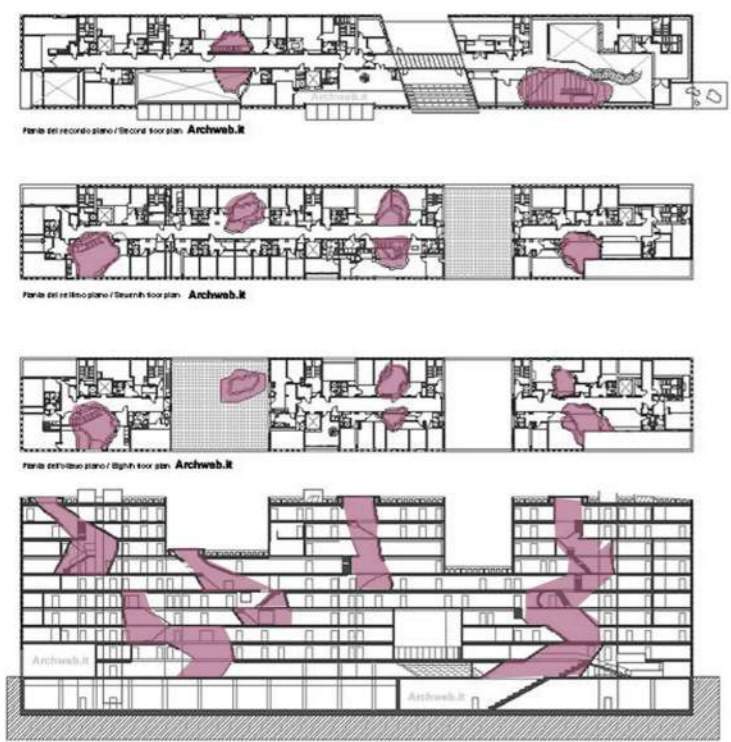 Archweb.it
Pianta del secondo piano / Second floor plan Archweb.it
Pianta del settimo piano / Seventh floor plan Archweb.it
Pianta dell'ottavo piano / Eighth floor plan Archweb.it
Archweb.it
Archweb.it